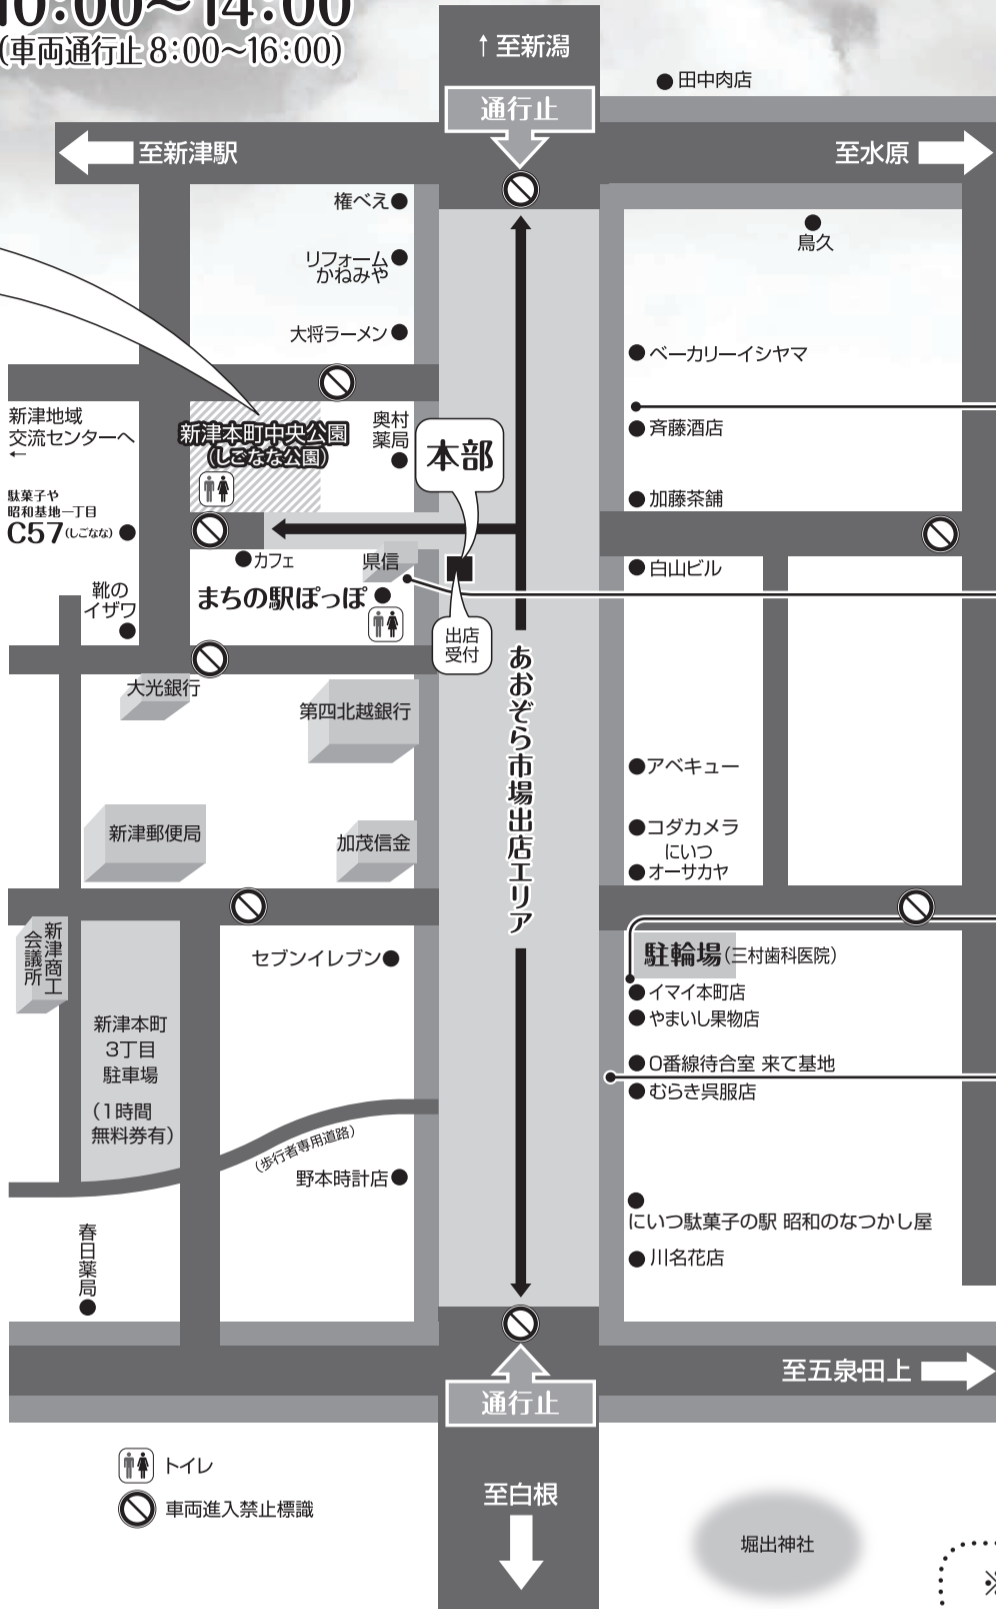 10:00～14:00
(車両通行止 8:00～16:00)
↑至新潟
田中肉店
通行止
至新津駅
至水原
権べえ
鳥久
リフォーム
かねみや
大将ラーメン
ベーカリーイシヤマ
新津地域
交流センターへ
←
新津本町中央公園
(しごなな公園)
奥村
薬局
本部
斉藤酒店
駄菓子や
昭和基地一丁目
C57(しごなな)
加藤茶舗
カフェ
県信
白山ビル
靴の
イザワ
まちの駅ぽっぽ
出店
受付
あおぞら市場出店エリア
大光銀行
第四北越銀行
アベキュー
新津郵便局
加茂信金
コダカメラ
にいつ
オーサカヤ
新津商工
会議所
セブンイレブン
駐輪場(三村歯科医院)
イマイ本町店
やまいし果物店
新津本町
3丁目
駐車場
(1時間
無料券有)
0番線待合室 来て基地
むらき呉服店
(歩行者専用道路)
野本時計店
にいつ駄菓子の駅 昭和のなつかし屋
川名花店
春日薬局
至五泉・田上
通行止
トイレ
車両進入禁止標識
至白根
堀出神社
※